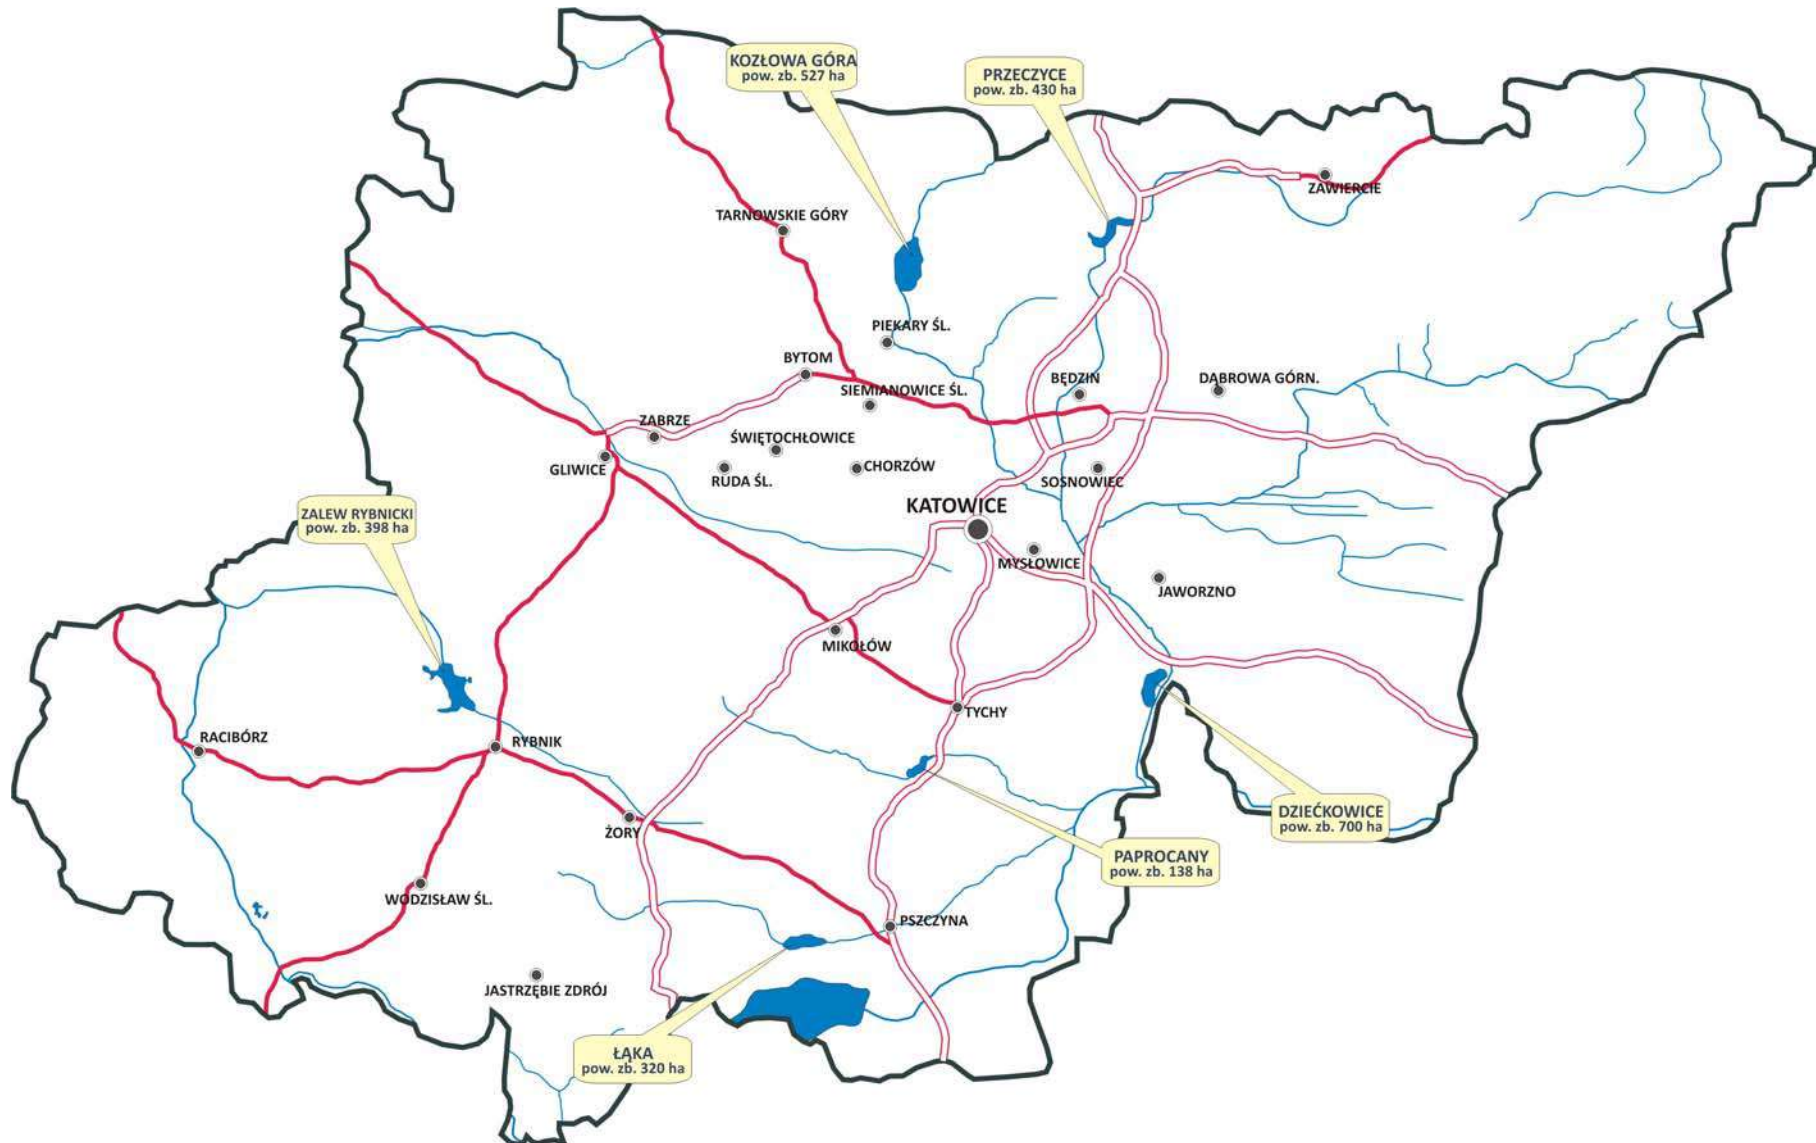 KOZŁOWA GÓRA
pow. zb. 527 ha
PRZECZYCE
pow. zb. 430 ha
ZAWIERCIE
TARNOWSKIE GÓRY
PIEKARY ŚL.
BYTOM
SIEMIANOWICE ŚL.
BĘDZIN
DĄBROWA GÓRN.
ZABRZE
ŚWIĘTOCHŁOWICE
GLIWICE
RUDA ŚL.
CHORZÓW
SOSNOWIEC
KATOWICE
ZALEW RYBNICKI
pow. zb. 398 ha
MYSŁOWICE
JAWORZNO
MIKOŁÓW
TYCHY
RACIBÓRZ
RYBNIK
DZIEĆKOWICE
pow. zb. 700 ha
ŻORY
PAPROCANY
pow. zb. 138 ha
WODZISŁAW ŚL.
PSZCZYNA
JASTRZĘBIE ZDRÓJ
ŁĄKA
pow. zb. 320 ha